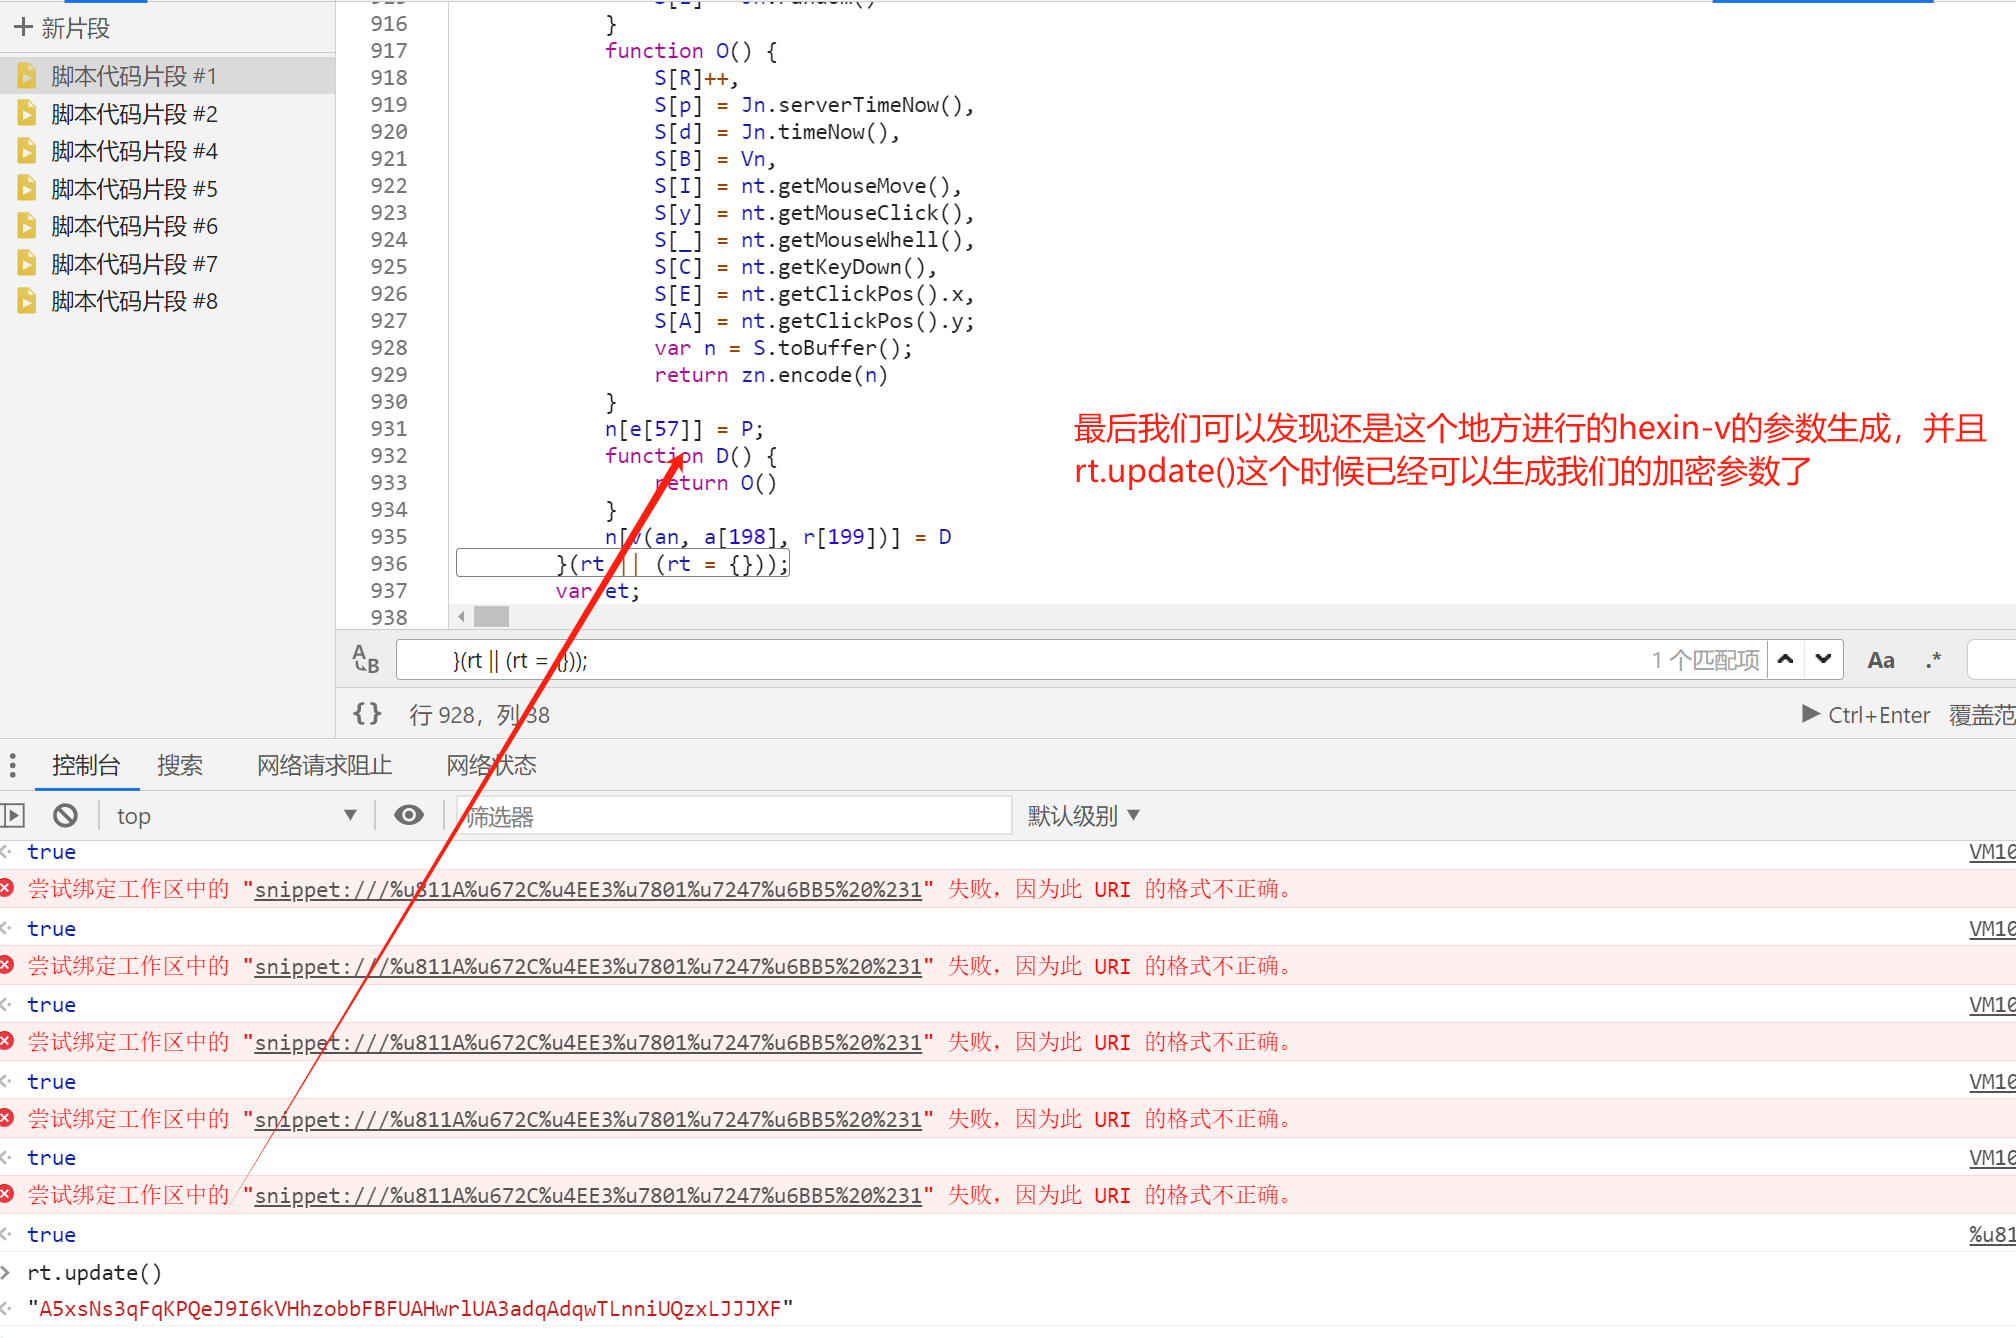 新片段
脚本代码片段 #1
脚本代码片段 #2
脚本代码片段 #4
脚本代码片段 #5
脚本代码片段 #6
脚本代码片段 #7
脚本代码片段 #8
916 }
917 function O() {
918 S[R]++,
919 S[p] = Jn.serverTimeNow(),
920 S[d] = Jn.timeNow(),
921 S[B] = Vn,
922 S[I] = nt.getMouseMove(),
923 S[y] = nt.getMouseClick(),
924 S[_] = nt.getMouseWhell(),
925 S[C] = nt.getKeyDown(),
926 S[E] = nt.getClickPos().x,
927 S[A] = nt.getClickPos().y;
928 var n = S.toBuffer();
929 return zn.encode(n)
930 }
931 n[e[57]] = P;
932 function D() {
933 return O()
934 }
935 n[v(an, a[198], r[199])] = D
936 }(rt || (rt = {}));
937 var et;
938
最后我们可以发现还是这个地方进行的hexin-v的参数生成，并且
rt.update()这个时候已经可以生成我们的加密参数了
}(rt || (rt = {}));
1 个匹配项
Aa
.*
{} 行 928，列 38
Ctrl+Enter 覆盖范
控制台 搜索 网络请求阻止 网络状态
top
筛选器
默认级别
true VM10
尝试绑定工作区中的 "snippet:///%u811A%u672C%u4EE3%u7801%u7247%u6BB5%20%231" 失败，因为此 URI 的格式不正确。
true VM10
尝试绑定工作区中的 "snippet:///%u811A%u672C%u4EE3%u7801%u7247%u6BB5%20%231" 失败，因为此 URI 的格式不正确。
true VM10
尝试绑定工作区中的 "snippet:///%u811A%u672C%u4EE3%u7801%u7247%u6BB5%20%231" 失败，因为此 URI 的格式不正确。
true VM10
尝试绑定工作区中的 "snippet:///%u811A%u672C%u4EE3%u7801%u7247%u6BB5%20%231" 失败，因为此 URI 的格式不正确。
true VM10
尝试绑定工作区中的 "snippet:///%u811A%u672C%u4EE3%u7801%u7247%u6BB5%20%231" 失败，因为此 URI 的格式不正确。
true %u81
rt.update()
"A5xsNs3qFqKPQeJ9I6kVHhzobbFBFUAHwrlUA3adqAdqwTLnniUQzxLJJJXF"